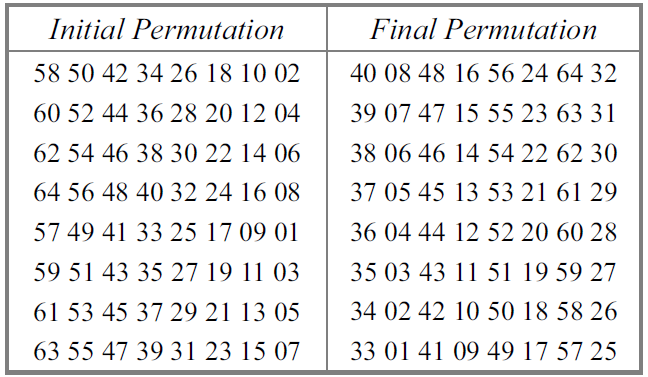 Initial Permutation Final Permutation
58 50 42 34 26 18 10 02 40 08 48 16 56 24 64 32
60 52 44 36 28 20 12 04 39 07 47 15 55 23 63 31
62 54 46 38 30 22 14 06 38 06 46 14 54 22 62 30
64 56 48 40 32 24 16 08 37 05 45 13 53 21 61 29
57 49 41 33 25 17 09 01 36 04 44 12 52 20 60 28
59 51 43 35 27 19 11 03 35 03 43 11 51 19 59 27
61 53 45 37 29 21 13 05 34 02 42 10 50 18 58 26
63 55 47 39 31 23 15 07 33 01 41 09 49 17 57 25